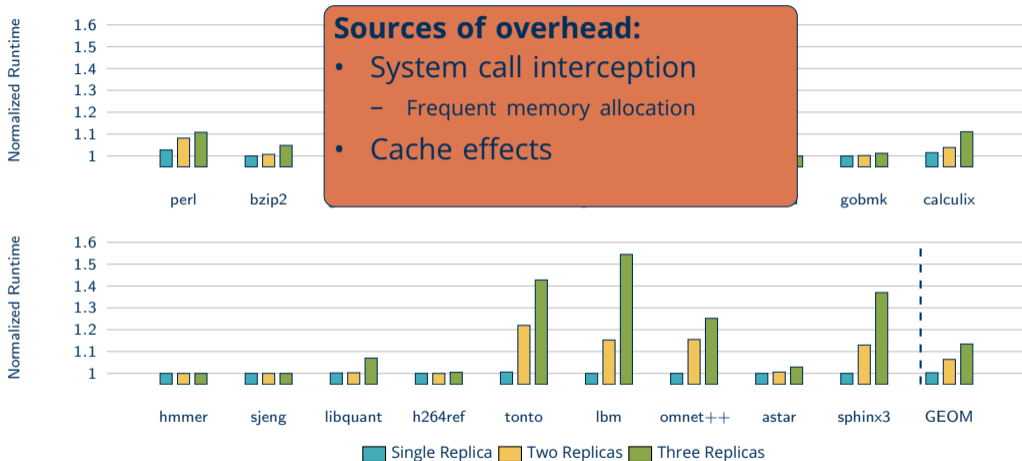 Normalized Runtime
1.6
1.5
1.4
1.3
1.2
1.1
1
Sources of overhead:
• System call interception
– Frequent memory allocation
• Cache effects
perl bzip2 gobmk calculix
Normalized Runtime
1.6
1.5
1.4
1.3
1.2
1.1
1
hmmer sjeng libquant h264ref tonto lbm omnet++ astar sphinx3 GEOM
Single Replica Two Replicas Three Replicas